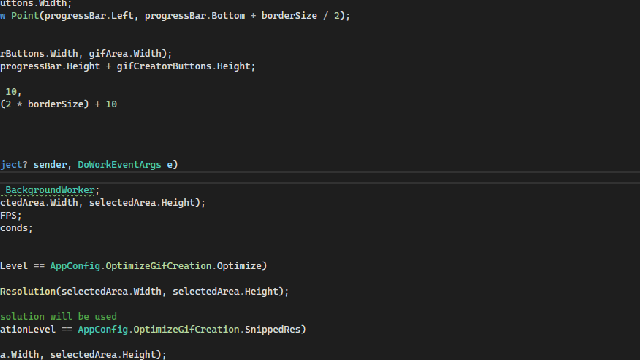 uttons.Width;
w Point(progressBar.Left, progressBar.Bottom + borderSize / 2);
rButtons.Width, gifArea.Width);
progressBar.Height + gifCreatorButtons.Height;
10,
(2 * borderSize) + 10
ject? sender, DoWorkEventArgs e)
BackgroundWorker;
ctedArea.Width, selectedArea.Height);
FPS;
conds;
Level == AppConfig.OptimizeGifCreation.Optimize)
Resolution(selectedArea.Width, selectedArea.Height);
solution will be used
ationLevel == AppConfig.OptimizeGifCreation.SnippedRes)
a.Width, selectedArea.Height);